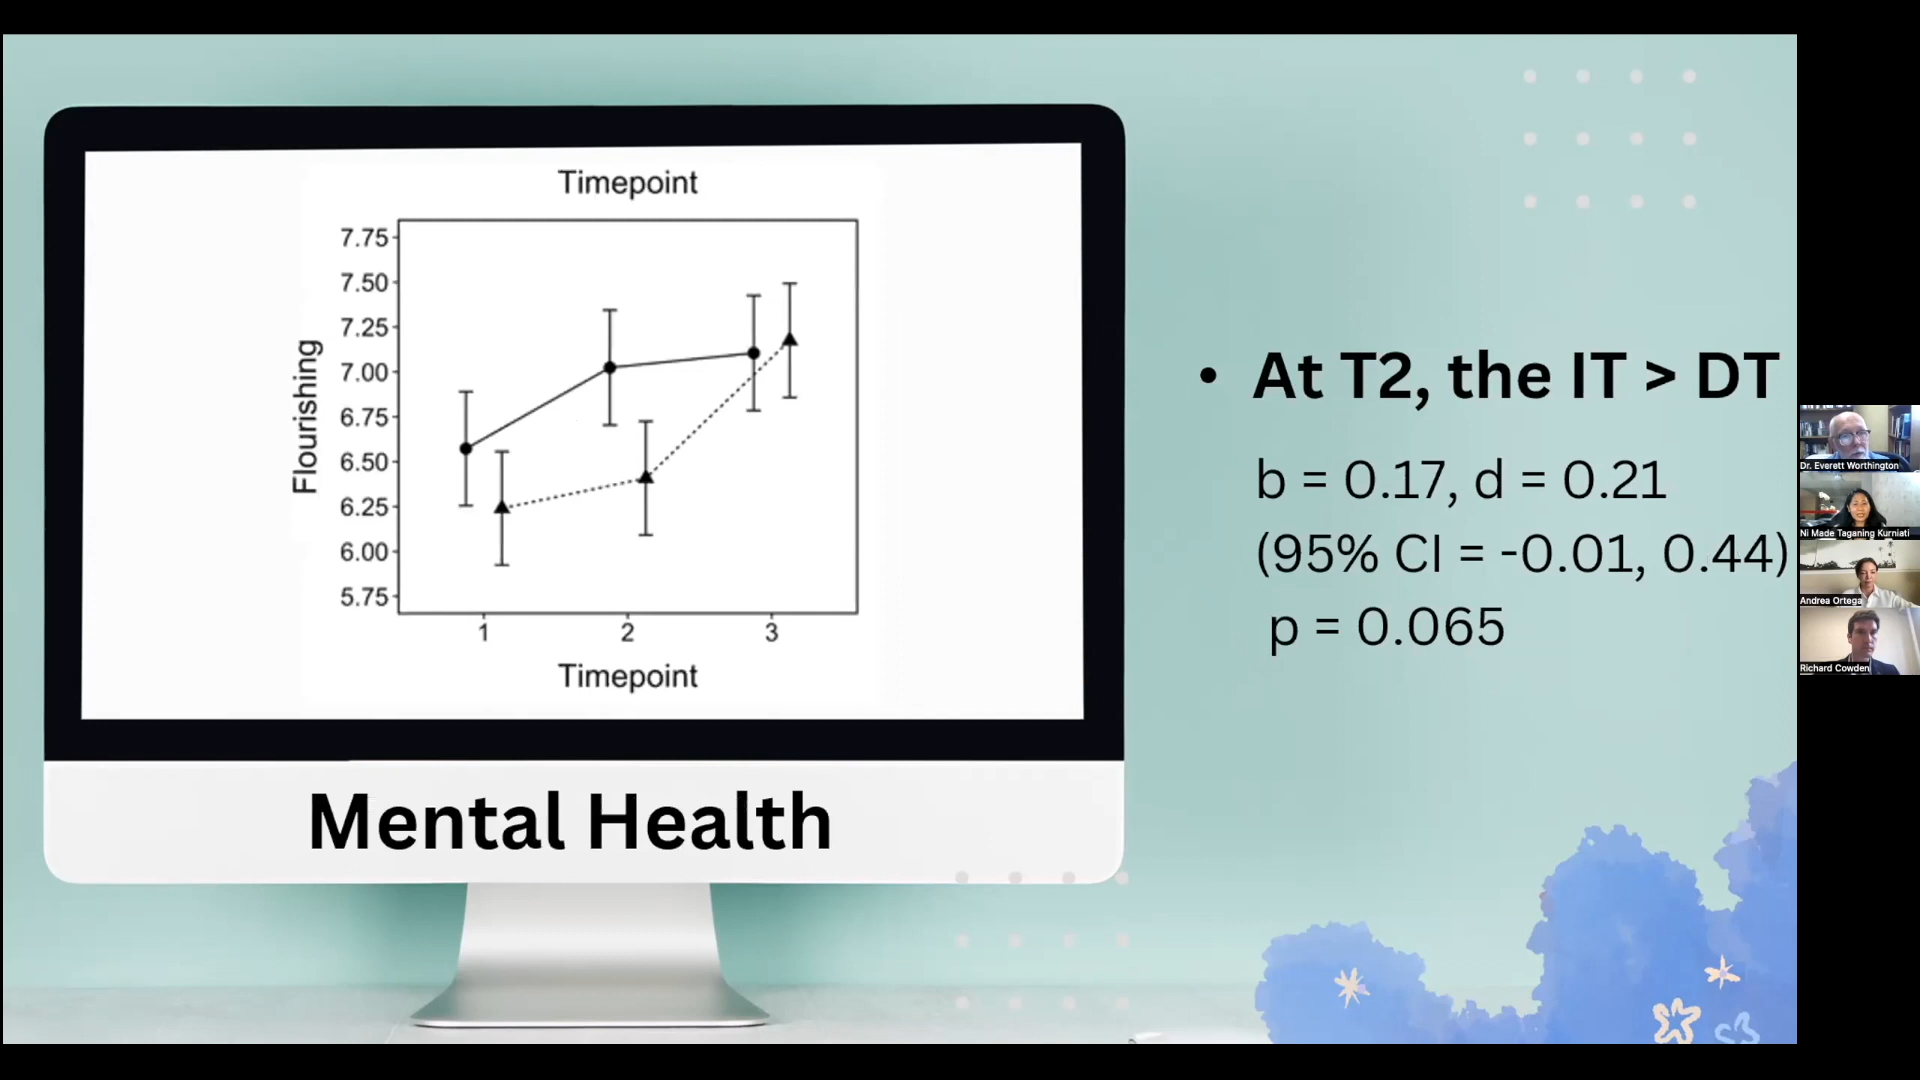 Timepoint
Flourishing
7.75
7.50
7.25
7.00
6.75
6.50
6.25
6.00
5.75
1 2 3
Timepoint
Mental Health
• At T2, the IT > DT
b = 0.17, d = 0.21
(95% CI = -0.01, 0.44)
p = 0.065
Dr. Everett Worthington
Ni Made Taganing Kurniati
Andrea Ortega
Richard Cowden